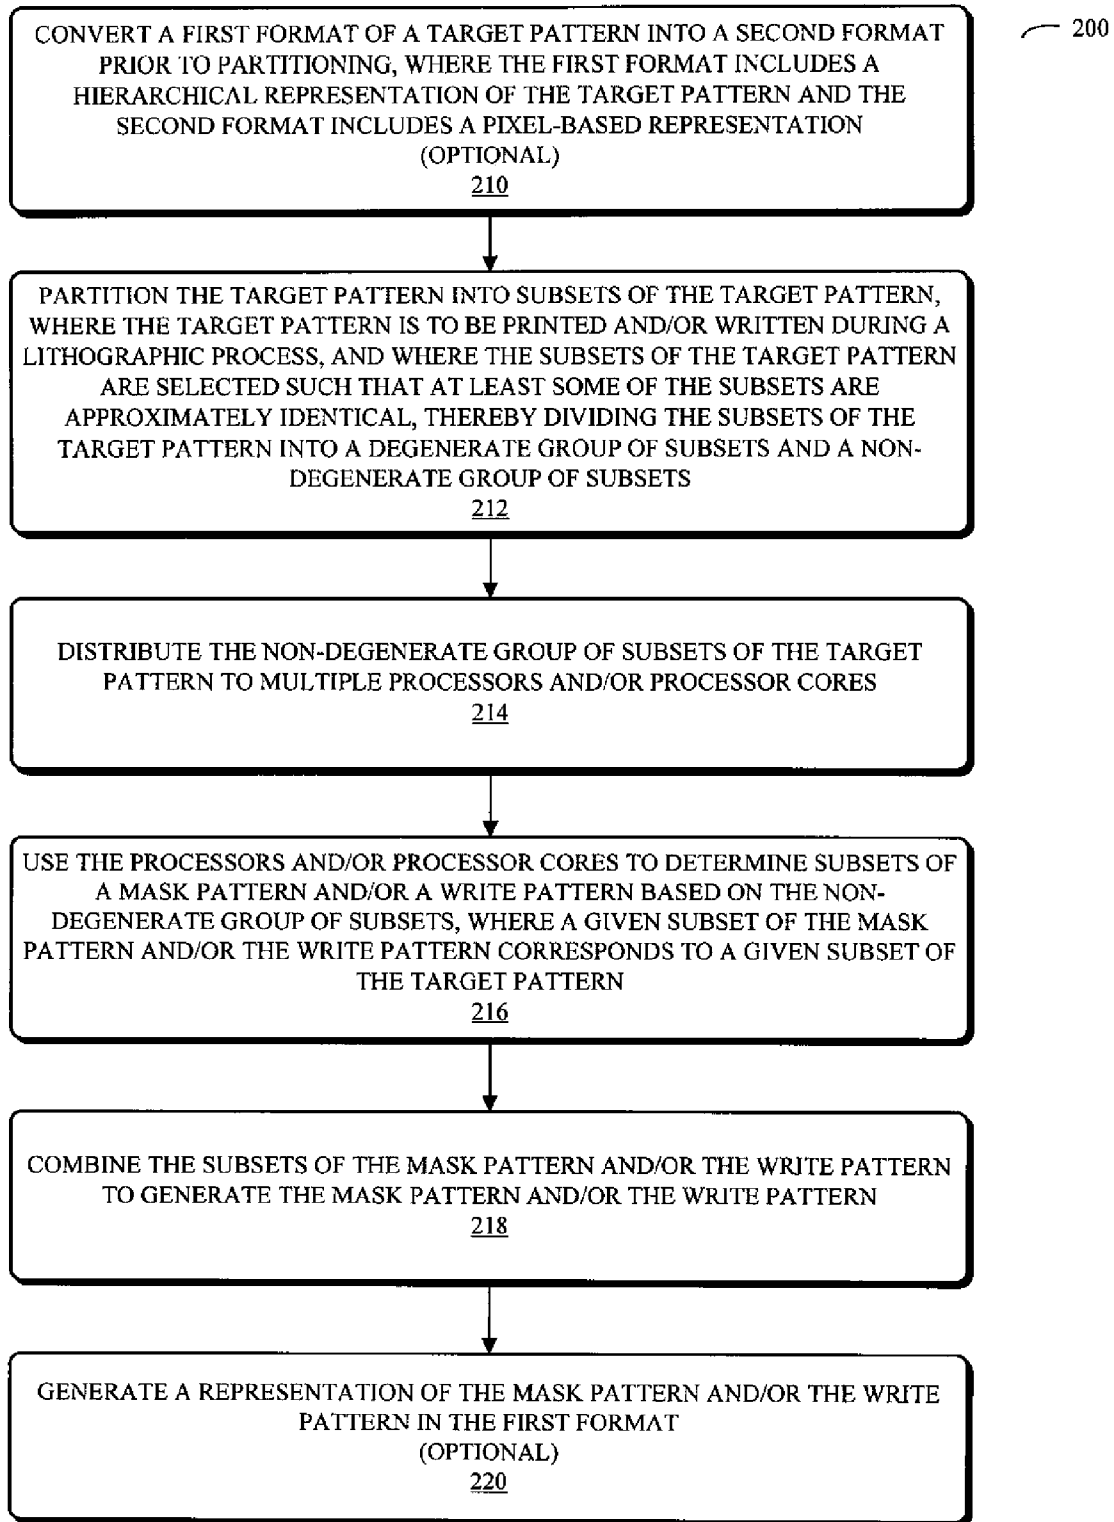 200
CONVERT A FIRST FORMAT OF A TARGET PATTERN INTO A SECOND FORMAT
PRIOR TO PARTITIONING, WHERE THE FIRST FORMAT INCLUDES A
HIERARCHICAL REPRESENTATION OF THE TARGET PATTERN AND THE
SECOND FORMAT INCLUDES A PIXEL-BASED REPRESENTATION
(OPTIONAL)
210
PARTITION THE TARGET PATTERN INTO SUBSETS OF THE TARGET PATTERN,
WHERE THE TARGET PATTERN IS TO BE PRINTED AND/OR WRITTEN DURING A
LITHOGRAPHIC PROCESS, AND WHERE THE SUBSETS OF THE TARGET PATTERN
ARE SELECTED SUCH THAT AT LEAST SOME OF THE SUBSETS ARE
APPROXIMATELY IDENTICAL, THEREBY DIVIDING THE SUBSETS OF THE
TARGET PATTERN INTO A DEGENERATE GROUP OF SUBSETS AND A NON-
DEGENERATE GROUP OF SUBSETS
212
DISTRIBUTE THE NON-DEGENERATE GROUP OF SUBSETS OF THE TARGET
PATTERN TO MULTIPLE PROCESSORS AND/OR PROCESSOR CORES
214
USE THE PROCESSORS AND/OR PROCESSOR CORES TO DETERMINE SUBSETS OF
A MASK PATTERN AND/OR A WRITE PATTERN BASED ON THE NON-
DEGENERATE GROUP OF SUBSETS, WHERE A GIVEN SUBSET OF THE MASK
PATTERN AND/OR THE WRITE PATTERN CORRESPONDS TO A GIVEN SUBSET OF
THE TARGET PATTERN
216
COMBINE THE SUBSETS OF THE MASK PATTERN AND/OR THE WRITE PATTERN
TO GENERATE THE MASK PATTERN AND/OR THE WRITE PATTERN
218
GENERATE A REPRESENTATION OF THE MASK PATTERN AND/OR THE WRITE
PATTERN IN THE FIRST FORMAT
(OPTIONAL)
220